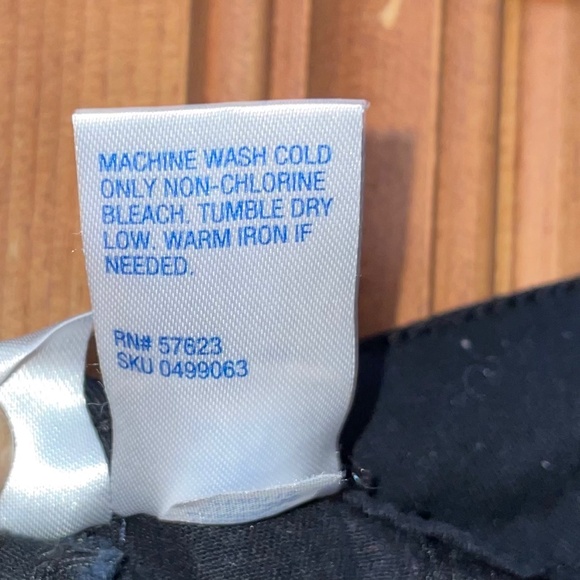 MACHINE WASH COLD
ONLY NON-CHLORINE
BLEACH. TUMBLE DRY
LOW. WARM IRON IF
NEEDED.
RN# 57623
SKU 0499063